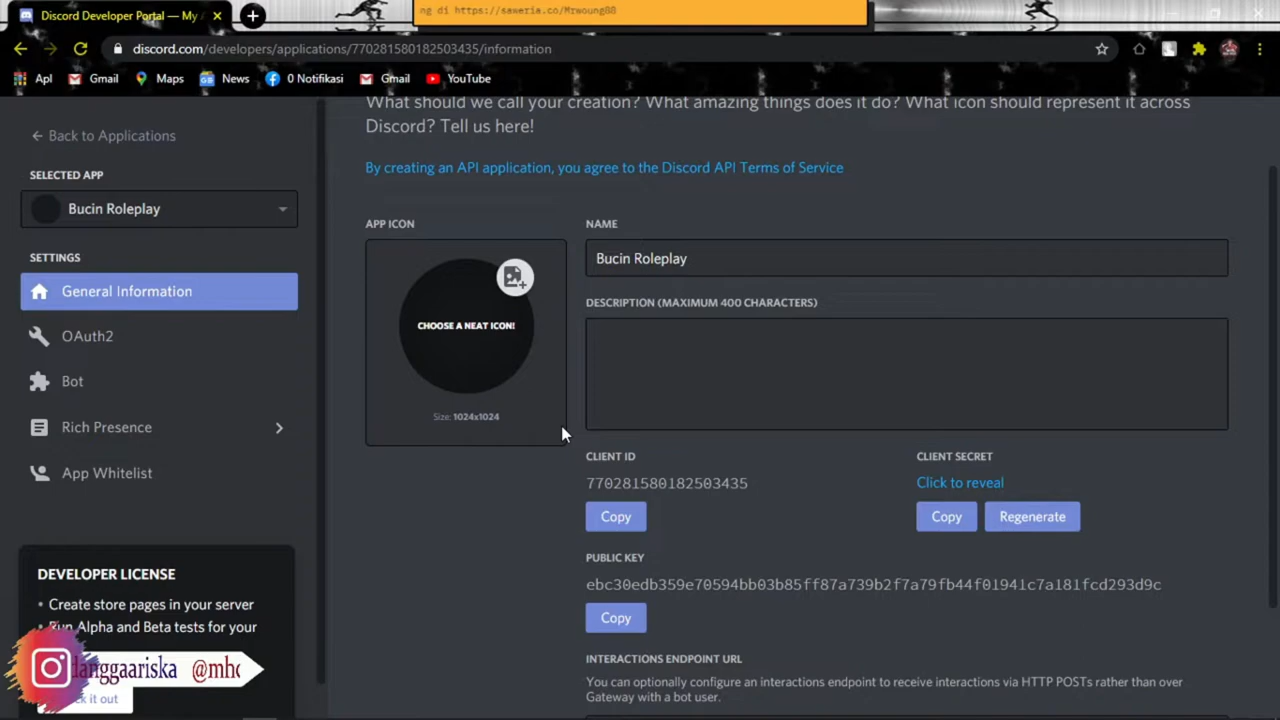 Discord Developer Portal — My A
ng di https://saweria.co/Mrwoung88
discord.com/developers/applications/770281580182503435/information
Apl
Gmail
Maps
News
0 Notifikasi
Gmail
YouTube
What should we call your creation? What amazing things does it do? What icon should represent it across
Discord? Tell us here!
Back to Applications
By creating an API application, you agree to the Discord API Terms of Service
SELECTED APP
Bucin Roleplay
APP ICON
NAME
CHOOSE A NEAT ICON!
Size: 1024x1024
Bucin Roleplay
SETTINGS
General Information
OAuth2
Bot
Rich Presence
App Whitelist
DESCRIPTION (MAXIMUM 400 CHARACTERS)
CLIENT ID
770281580182503435
Copy
CLIENT SECRET
Click to reveal
Copy
Regenerate
PUBLIC KEY
ebc30edb359e70594bb03b85ff87a739b2f7a79fb44f01941c7a181fcd293d9c
Copy
DEVELOPER LICENSE
• Create store pages in your server
• Run Alpha and Beta tests for your
danggaariska @mhc
ck it out
INTERACTIONS ENDPOINT URL
You can optionally configure an interactions endpoint to receive interactions via HTTP POSTs rather than over
Gateway with a bot user.